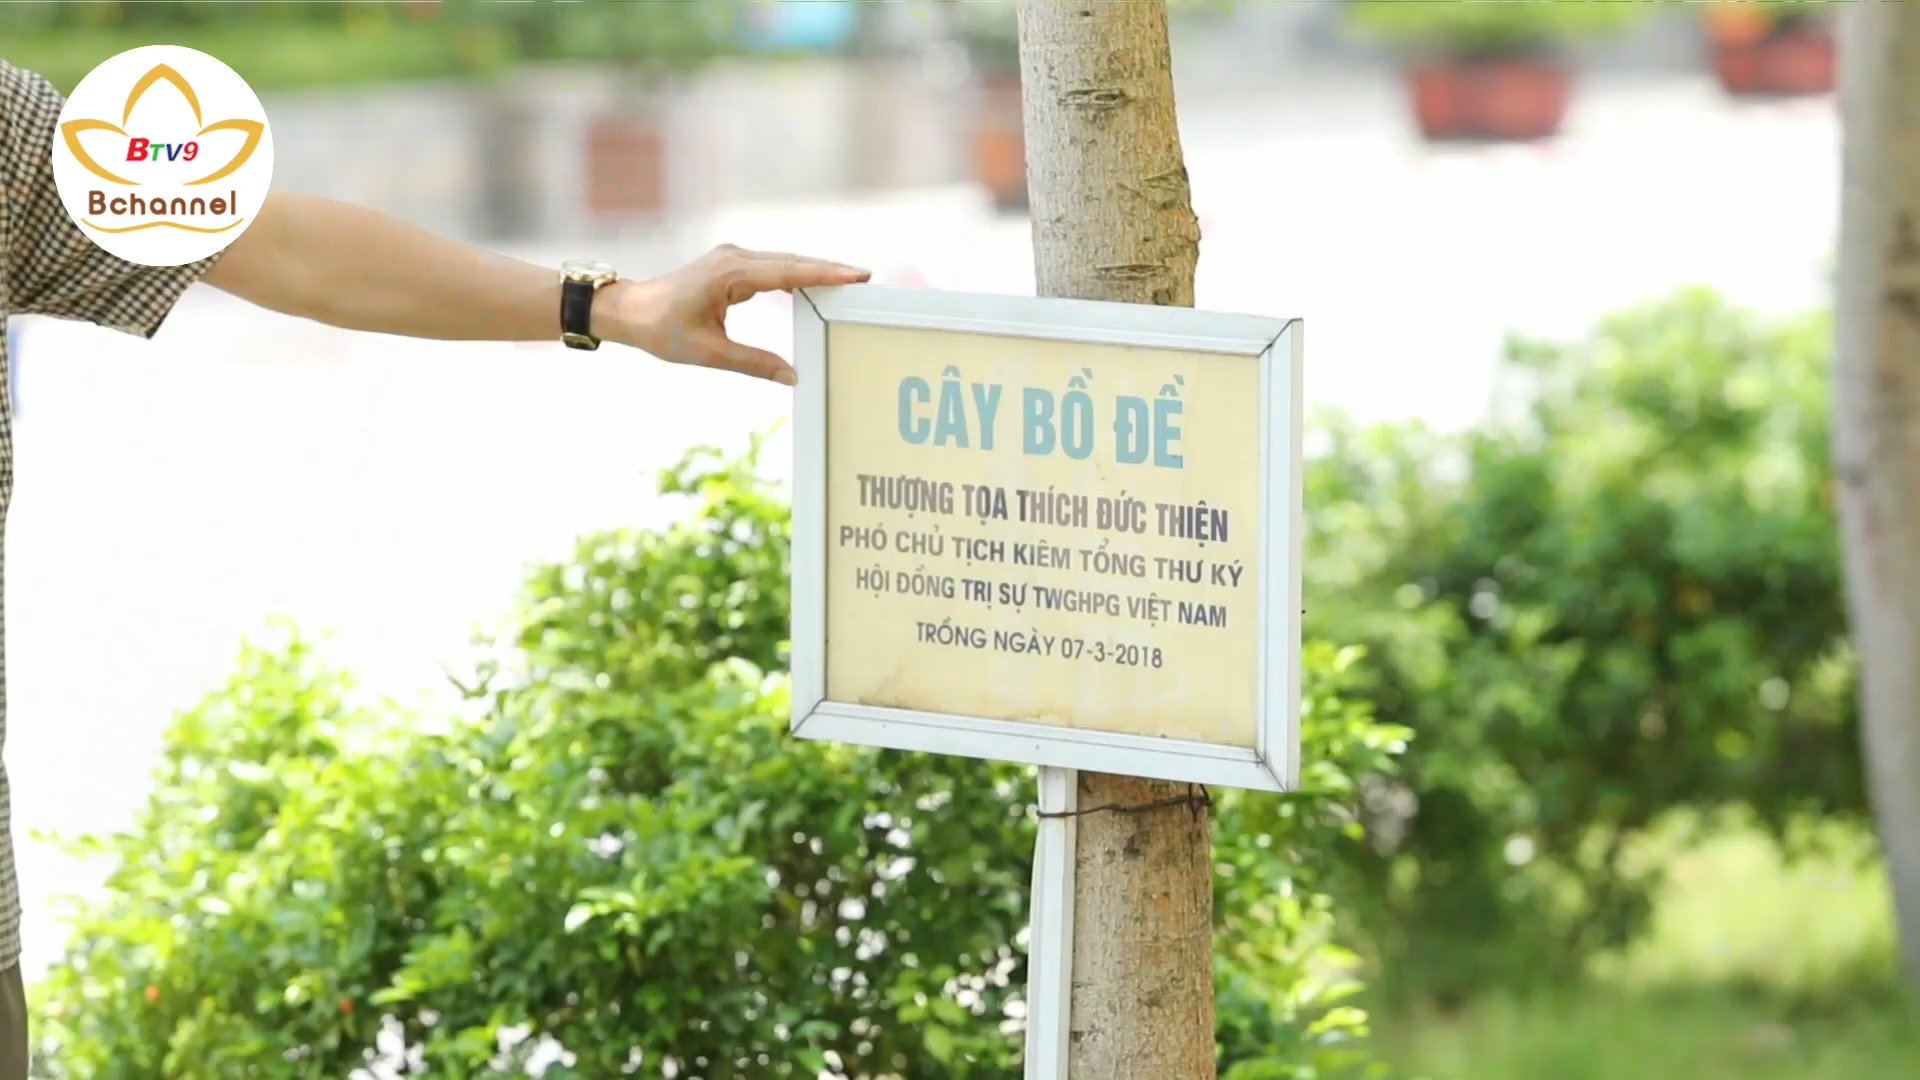 BTV9
Bchannel
CÂY BỒ ĐỀ
THƯỢNG TỌA THÍCH ĐỨC THIỆN
PHÓ CHỦ TỊCH KIÊM TỔNG THƯ KÝ
HỘI ĐỒNG TRỊ SỰ TWGHPG VIỆT NAM
TRỒNG NGÀY 07-3-2018